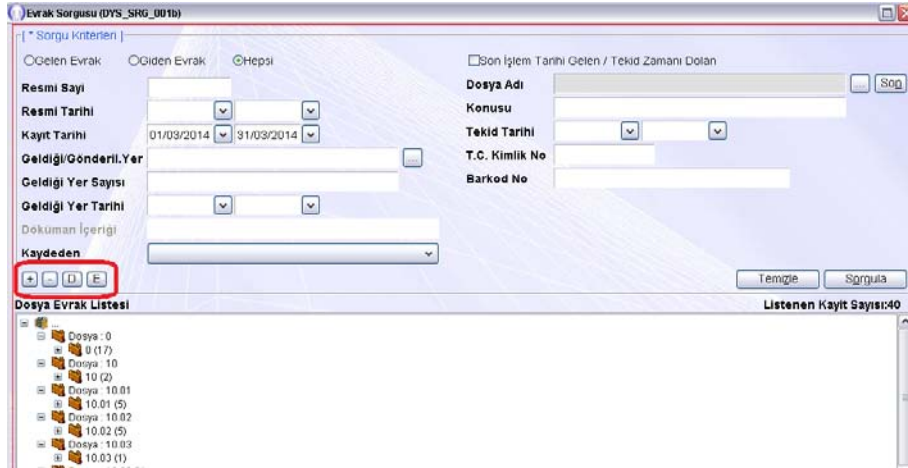 Evrak Sorgusu (DYS_SRG_001b)
[ * Sorgu Kriterleri ]
Gelen Evrak Giden Evrak Hepsi
Son İşlem Tarihi Gelen / Tekid Zamanı Dolan
Resmi Sayi
Dosya Adı ... Son
Resmi Tarihi
Konusu
Kayıt Tarihi 01/03/2014 31/03/2014
Tekid Tarihi
Geldiği/Gönderil.Yer ...
T.C. Kimlik No
Geldiği Yer Sayısı
Barkod No
Geldiği Yer Tarihi
Doküman İçeriği
Kaydeden
+ - D E
Temizle Sorgula
Dosya Evrak Listesi Listenen Kayit Sayısı:40
...
Dosya : 0
0 (17)
Dosya : 10
10 (2)
Dosya : 10.01
10.01 (5)
Dosya : 10.02
10.02 (5)
Dosya : 10.03
10.03 (1)